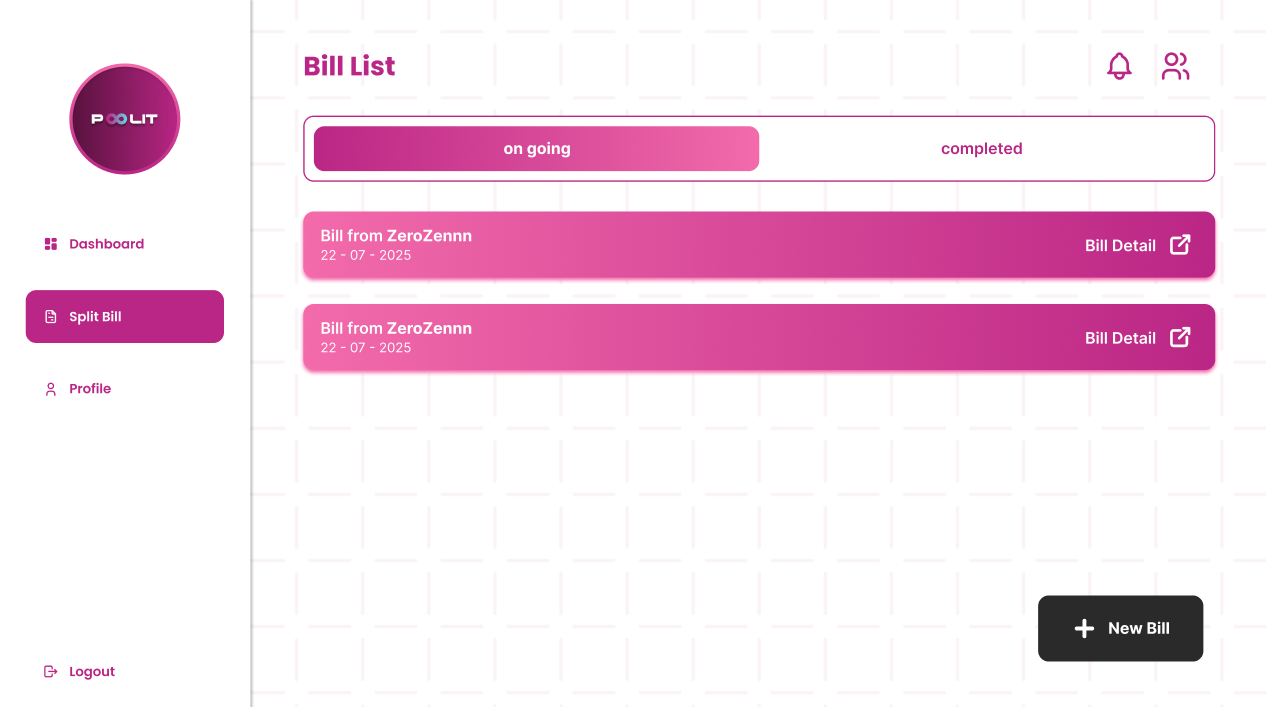 POOLIT
Dashboard
Split Bill
Profile
Logout
Bill List
on going
completed
Bill from ZeroZennn
22 - 07 - 2025
Bill Detail
Bill from ZeroZennn
22 - 07 - 2025
Bill Detail
New Bill